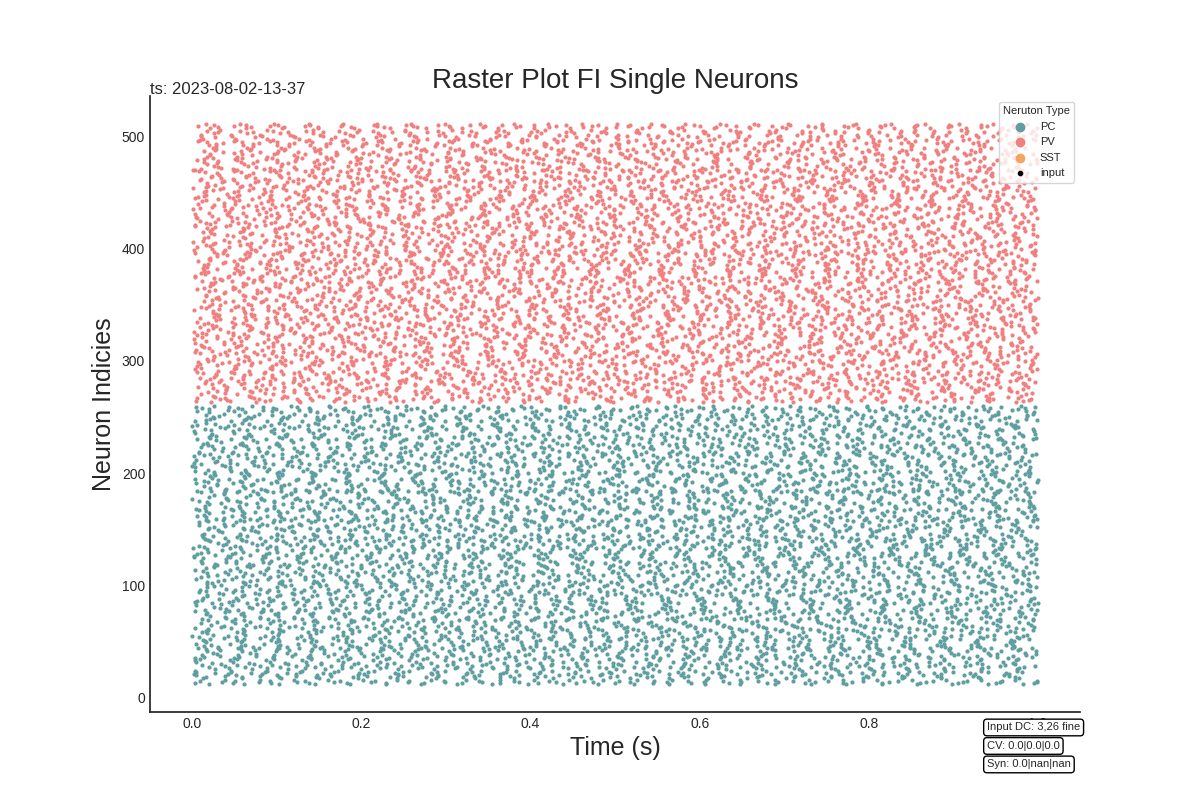 Raster Plot FI Single Neurons
ts: 2023-08-02-13-37
Neruton Type
PC
PV
SST
input
500
400
300
200
100
0
Neuron Indicies
0.0 0.2 0.4 0.6 0.8
Time (s)
Input DC: 3,26 fine
CV: 0.0|0.0|0.0
Syn: 0.0|nan|nan